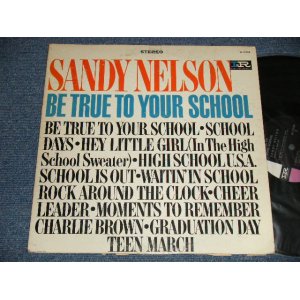 STEREO
SANDY NELSON
BE TRUE TO YOUR SCHOOL
BE TRUE TO YOUR SCHOOL • SCHOOL
DAYS • HEY LITTLE GIRL (In The High
School Sweater) • HIGH SCHOOL U.S.A.
SCHOOL IS OUT • WAITIN' IN SCHOOL
ROCK AROUND THE CLOCK • CHEER
LEADER • MOMENTS TO REMEMBER
CHARLIE BROWN • GRADUATION DAY
TEEN MARCH